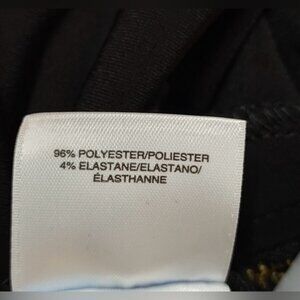 96% POLYESTER/POLIESTER
4% ELASTANE/ELASTANO/
ÉLASTHANNE